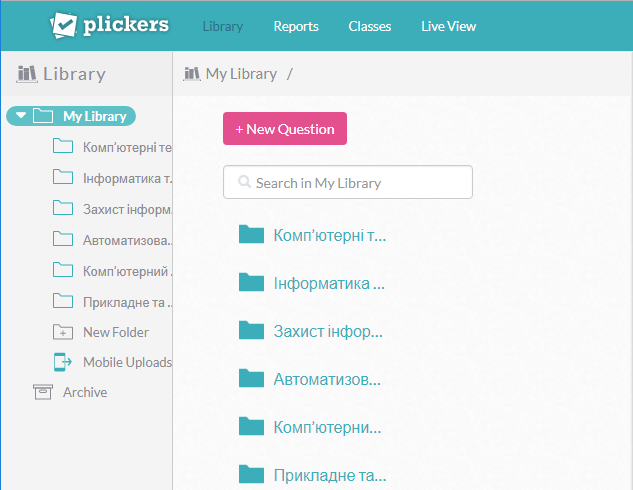 plickers
Library
Reports
Classes
Live View
Library
My Library /
My Library
Комп'ютерні те
Інформатика т...
Захист інформ...
Автоматизова...
Комп'ютерний ...
Прикладне та ...
New Folder
Mobile Uploads
Archive
+ New Question
Search in My Library
Комп'ютерні т...
Інформатика ...
Захист інфор...
Автоматизов...
Комп'ютерни...
Прикладне та...